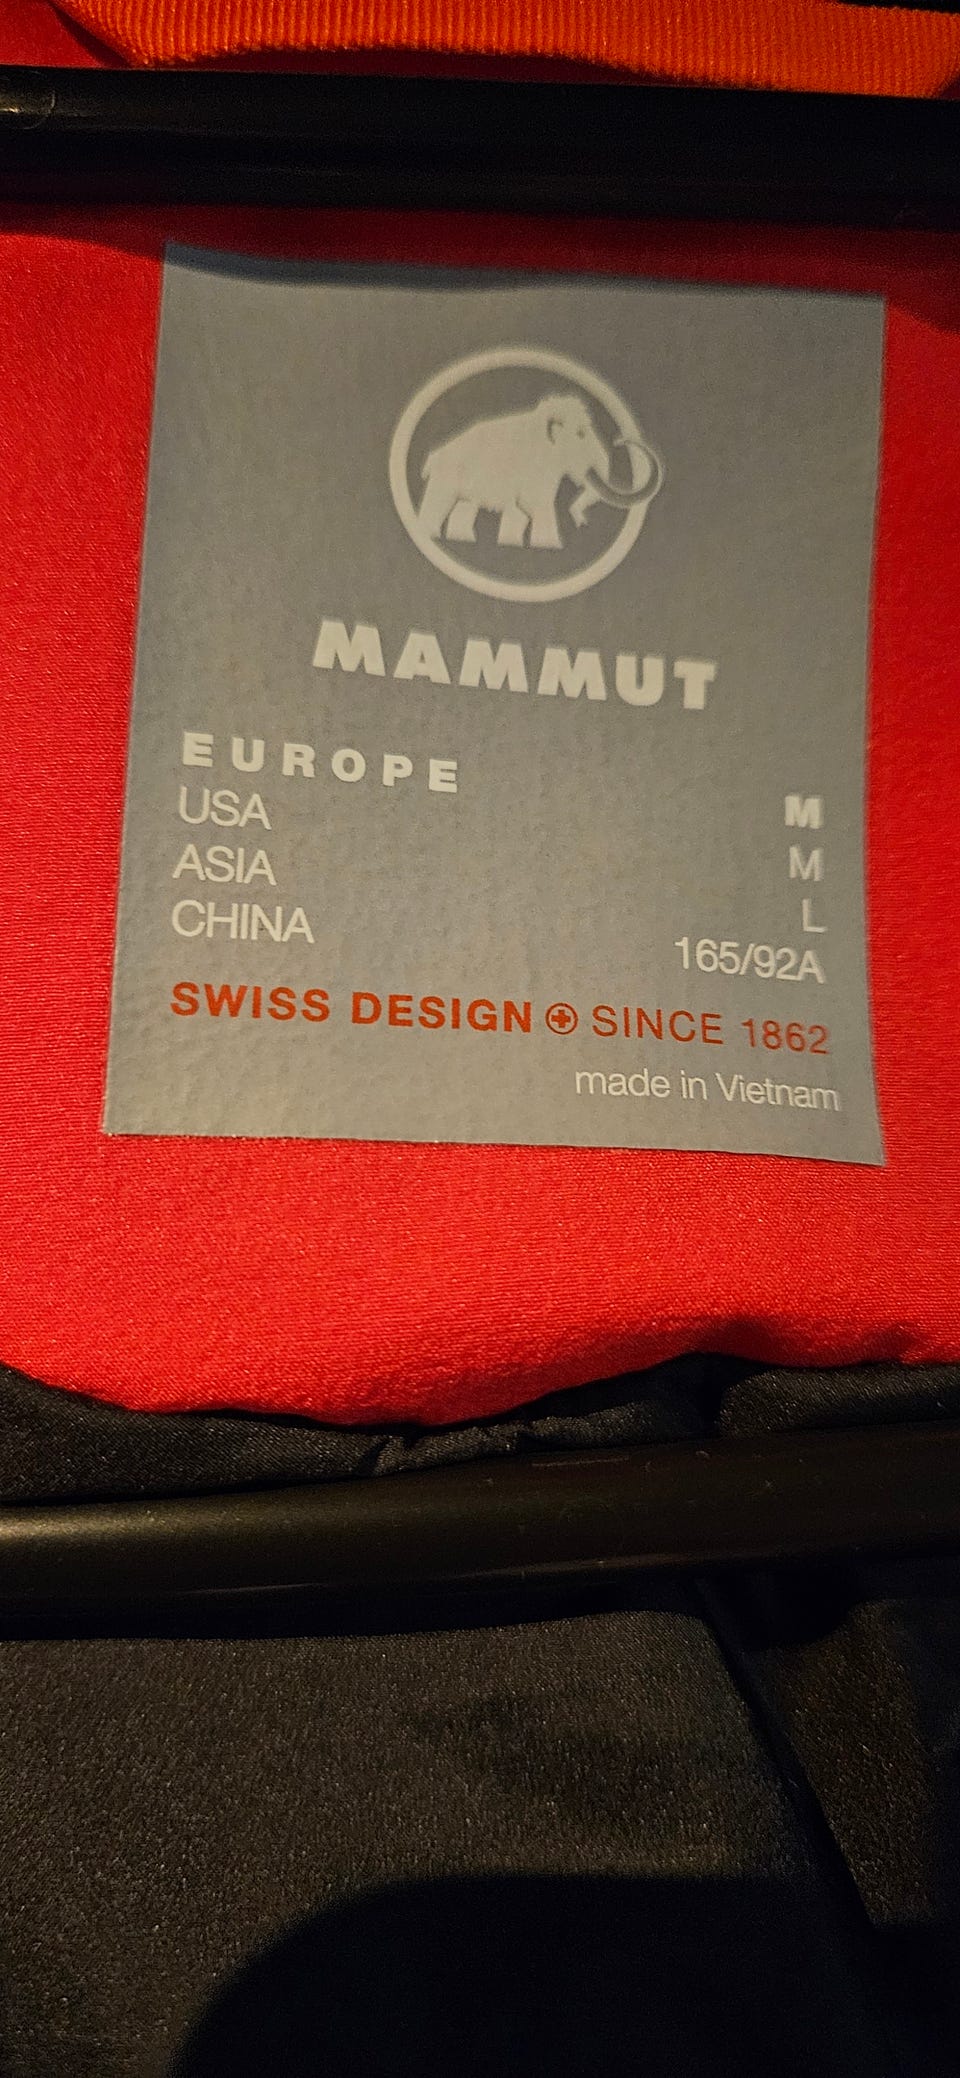 MAMMUT
EUROPE M
USA M
ASIA L
CHINA 165/92A
SWISS DESIGN SINCE 1862
made in Vietnam